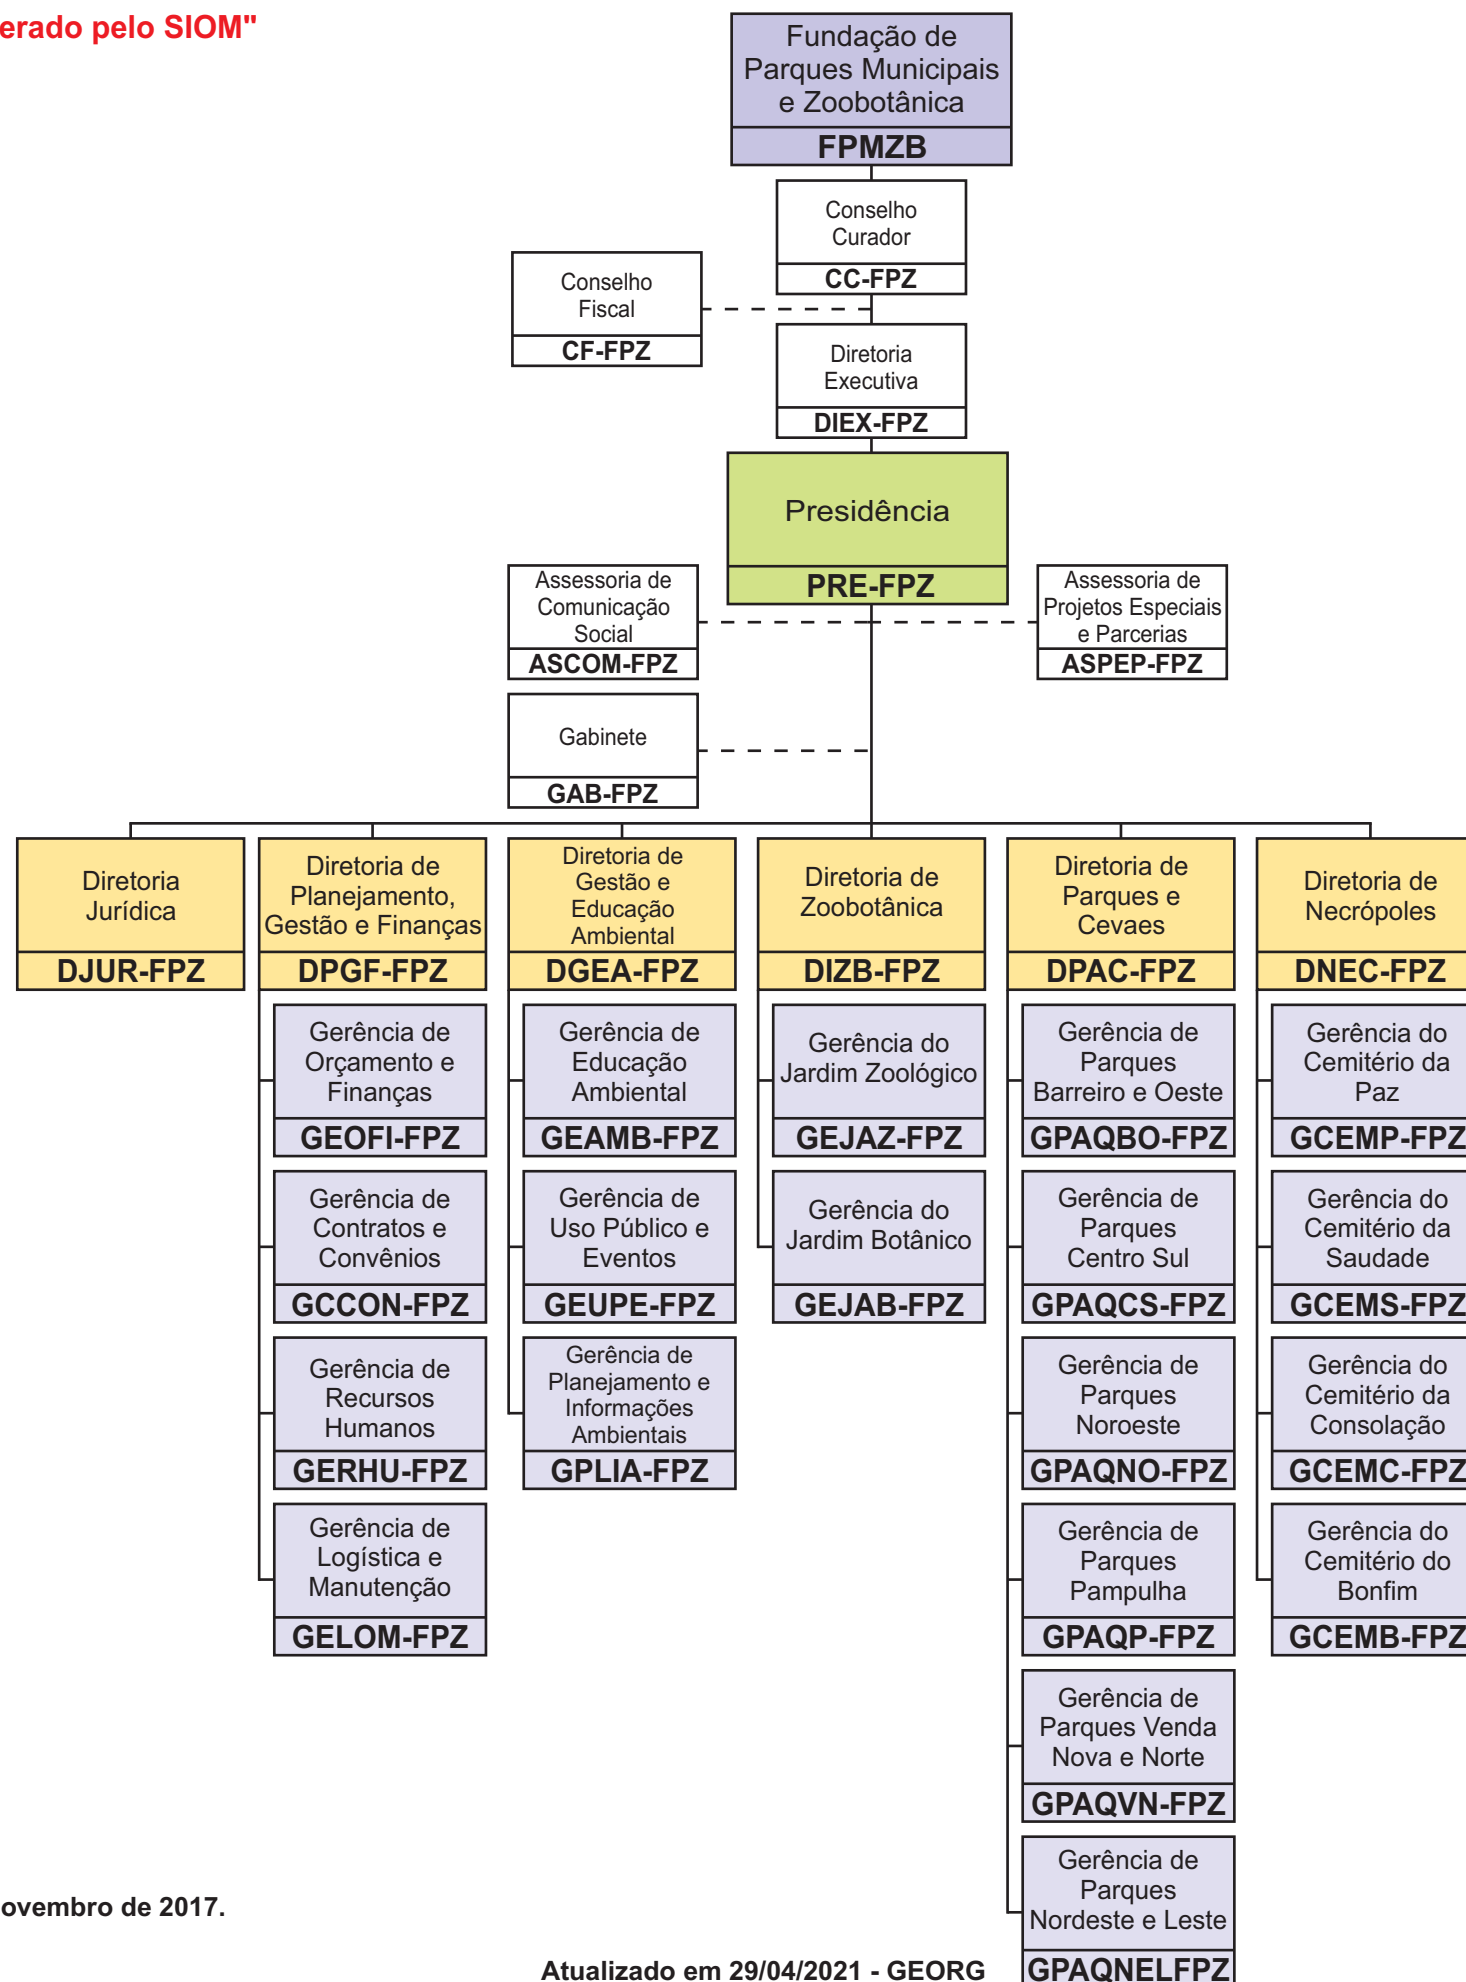 erado pelo SIOM"
Fundação de
Parques Municipais
e Zoobotânica
FPMZB
Conselho
Curador
CC-FPZ
Conselho
Fiscal
CF-FPZ
Diretoria
Executiva
DIEX-FPZ
Presidência
PRE-FPZ
Assessoria de
Comunicação
Social
ASCOM-FPZ
Assessoria de
Projetos Especiais
e Parcerias
ASPEP-FPZ
Gabinete
GAB-FPZ
Diretoria
Jurídica
DJUR-FPZ
Diretoria de
Planejamento,
Gestão e Finanças
DPGF-FPZ
Gerência de
Orçamento e
Finanças
GEOFI-FPZ
Gerência de
Contratos e
Convênios
GCCON-FPZ
Gerência de
Recursos
Humanos
GERHU-FPZ
Gerência de
Logística e
Manutenção
GELOM-FPZ
Diretoria de
Gestão e
Educação
Ambiental
DGEA-FPZ
Gerência de
Educação
Ambiental
GEAMB-FPZ
Gerência de
Uso Público e
Eventos
GEUPE-FPZ
Gerência de
Planejamento e
Informações
Ambientais
GPLIA-FPZ
Diretoria de
Zoobotânica
DIZB-FPZ
Gerência do
Jardim Zoológico
GEJAZ-FPZ
Gerência do
Jardim Botânico
GEJAB-FPZ
Diretoria de
Parques e
Cevaes
DPAC-FPZ
Gerência de
Parques
Barreiro e Oeste
GPAQBO-FPZ
Gerência de
Parques
Centro Sul
GPAQCS-FPZ
Gerência de
Parques
Noroeste
GPAQNO-FPZ
Gerência de
Parques
Pampulha
GPAQP-FPZ
Gerência de
Parques Venda
Nova e Norte
GPAQVN-FPZ
Gerência de
Parques
Nordeste e Leste
GPAQNELFPZ
Diretoria de
Necrópoles
DNEC-FPZ
Gerência do
Cemitério da
Paz
GCEMP-FPZ
Gerência do
Cemitério da
Saudade
GCEMS-FPZ
Gerência do
Cemitério da
Consolação
GCEMC-FPZ
Gerência do
Cemitério do
Bonfim
GCEMB-FPZ
ovembro de 2017.
Atualizado em 29/04/2021 - GEORG